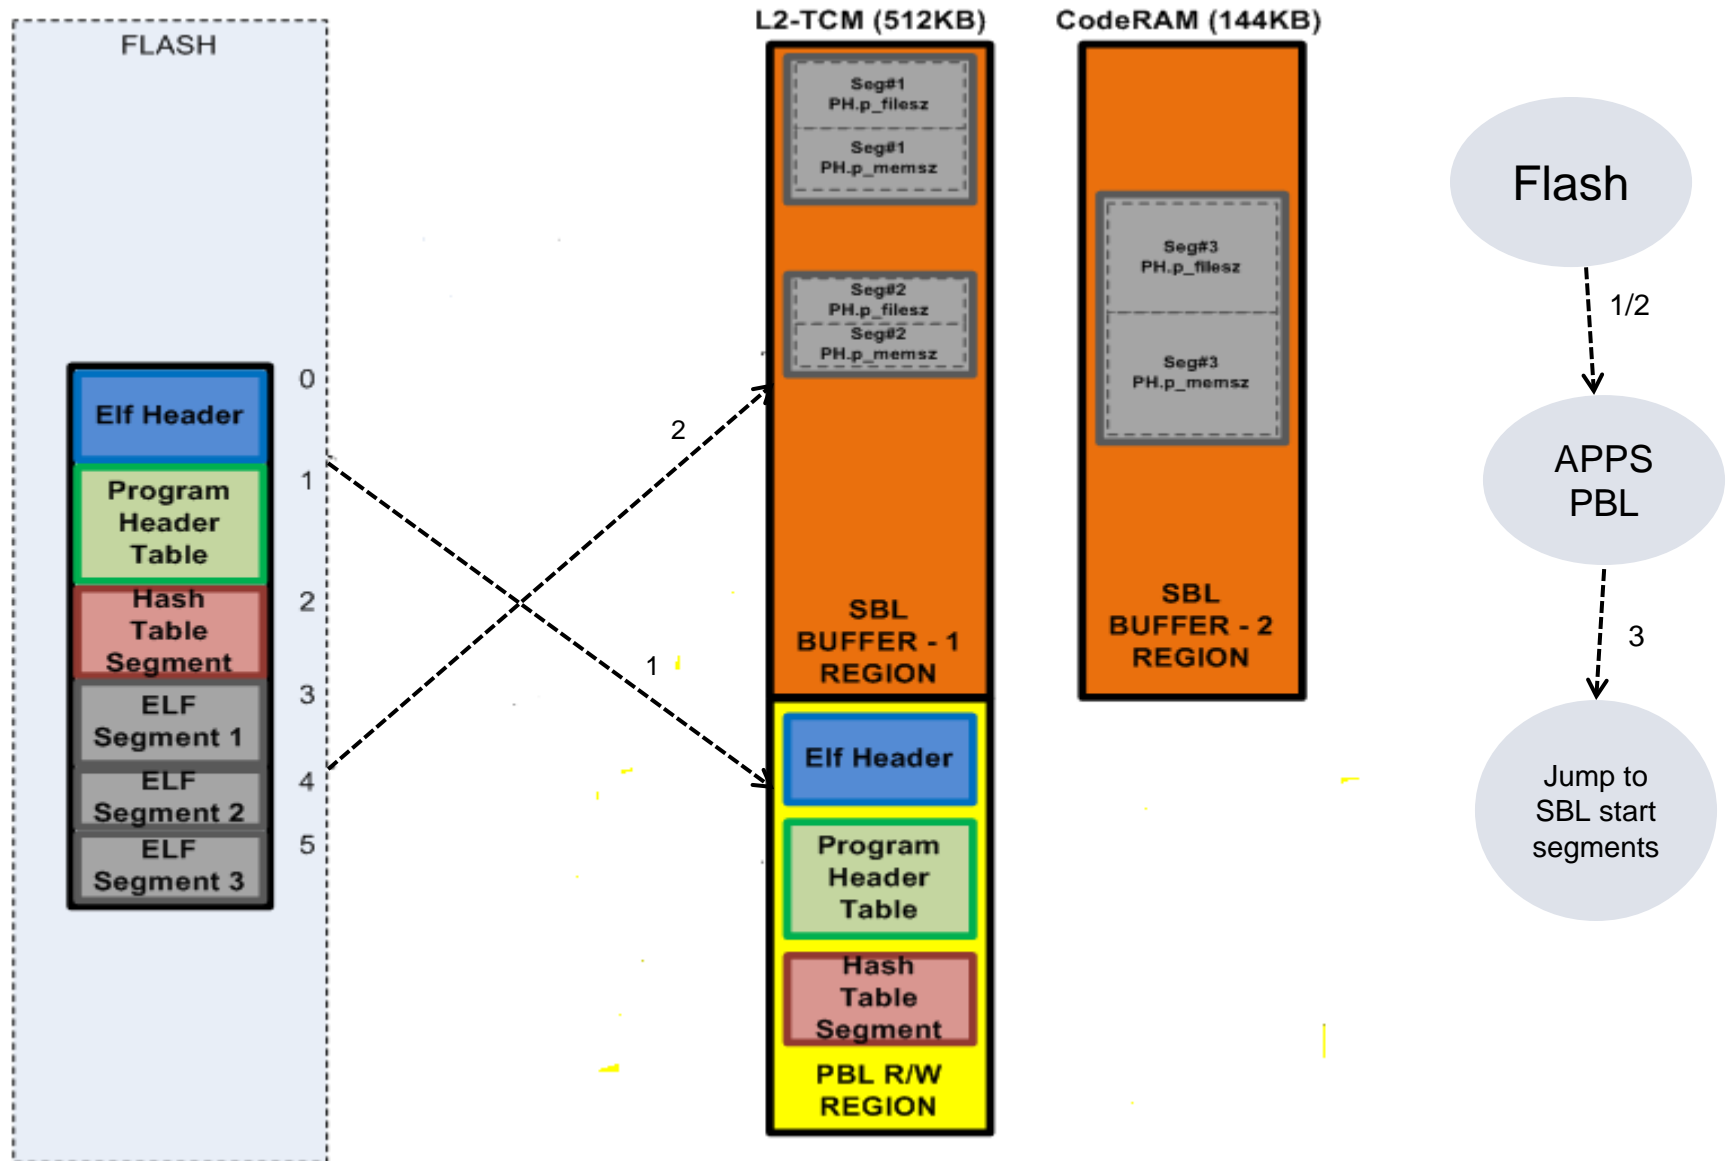 FLASH
Elf Header
Program
Header
Table
Hash
Table
Segment
ELF
Segment 1
ELF
Segment 2
ELF
Segment 3
0
1
2
3
4
5
2
1
L2-TCM (512KB)
Seg#1
PH.p_filesz
Seg#1
PH.p_memsz
Seg#2
PH.p_filesz
Seg#2
PH.p_memsz
SBL
BUFFER - 1
REGION
Elf Header
Program
Header
Table
Hash
Table
Segment
PBL R/W
REGION
CodeRAM (144KB)
Seg#3
PH.p_filesz
Seg#3
PH.p_memsz
SBL
BUFFER - 2
REGION
Flash
1/2
APPS
PBL
3
Jump to
SBL start
segments